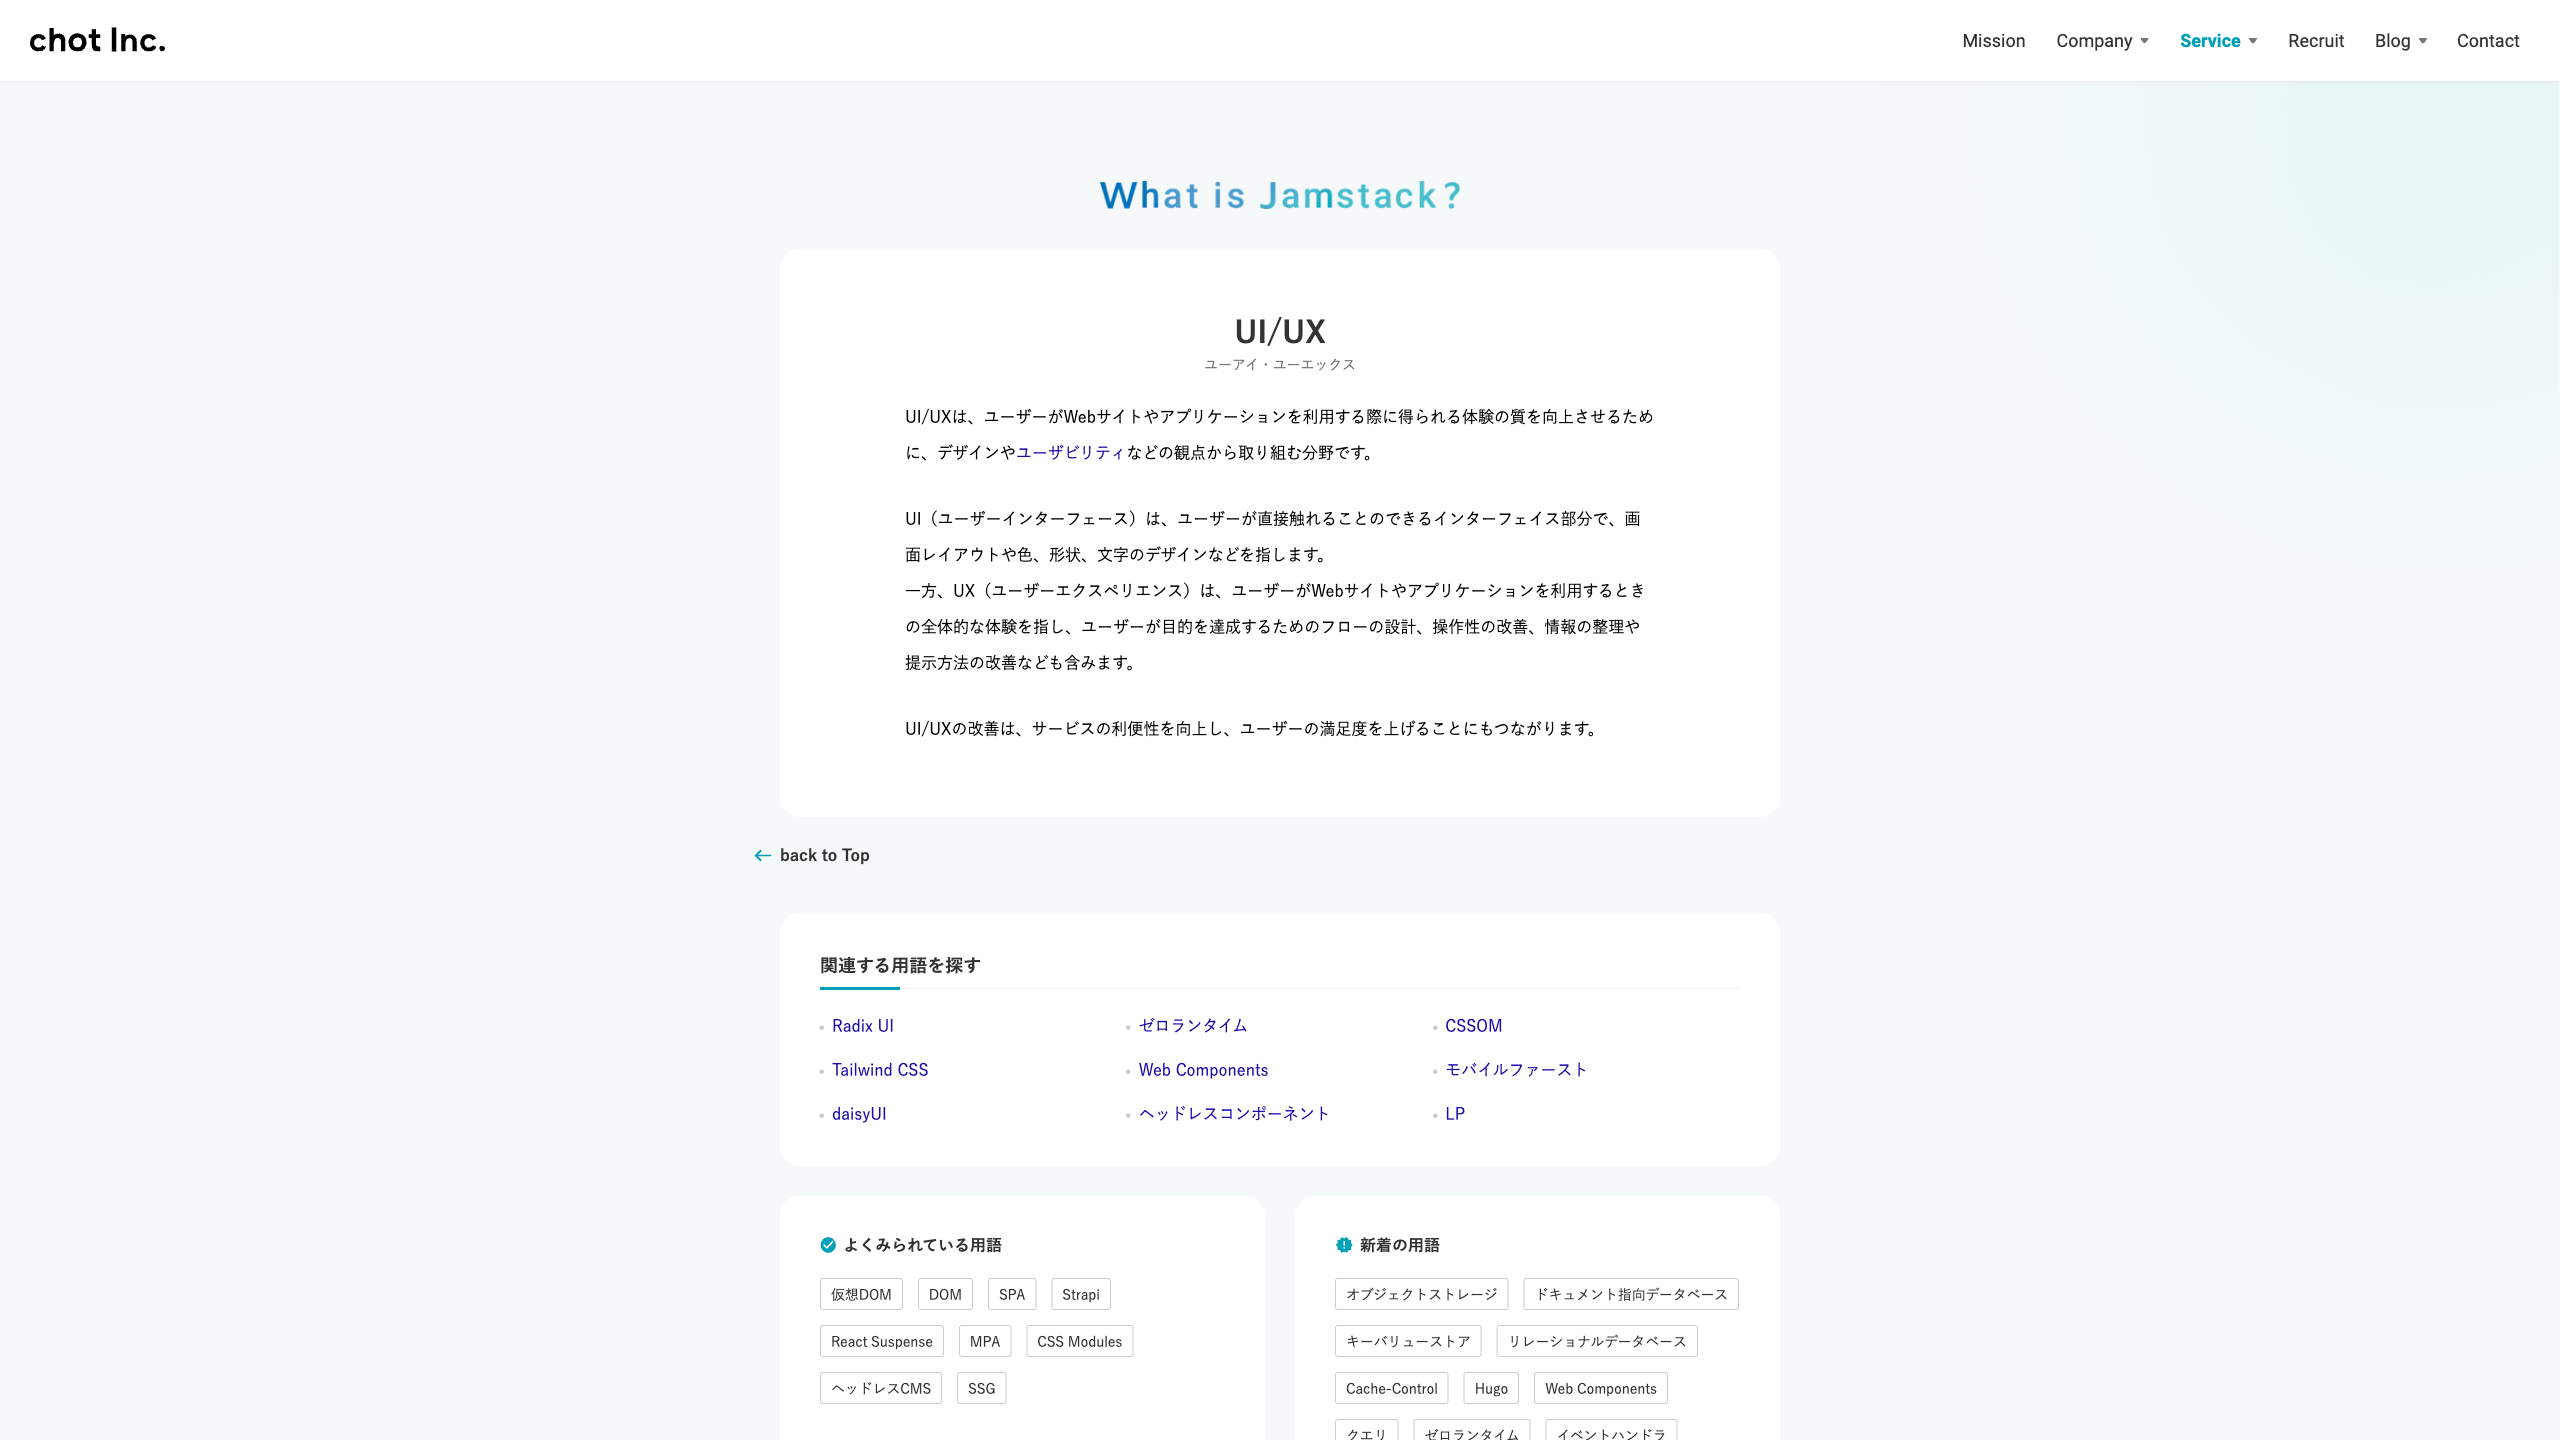 chot Inc.
Mission Company Service Recruit Blog Contact
What is Jamstack?
UI/UX
ユーアイ・ユーエックス
UI/UXは、ユーザーがWebサイトやアプリケーションを利用する際に得られる体験の質を向上させるため
に、デザインやユーザビリティなどの観点から取り組む分野です。
UI（ユーザーインターフェース）は、ユーザーが直接触れることのできるインターフェイス部分で、画
面レイアウトや色、形状、文字のデザインなどを指します。
一方、UX（ユーザーエクスペリエンス）は、ユーザーがWebサイトやアプリケーションを利用するとき
の全体的な体験を指し、ユーザーが目的を達成するためのフローの設計、操作性の改善、情報の整理や
提示方法の改善なども含みます。
UI/UXの改善は、サービスの利便性を向上し、ユーザーの満足度を上げることにもつながります。
back to Top
関連する用語を探す
Radix UI ゼロランタイム CSSOM
Tailwind CSS Web Components モバイルファースト
daisyUI ヘッドレスコンポーネント LP
よくみられている用語
仮想DOM DOM SPA Strapi
React Suspense MPA CSS Modules
ヘッドレスCMS SSG
新着の用語
オブジェクトストレージ ドキュメント指向データベース
キーバリューストア リレーショナルデータベース
Cache-Control Hugo Web Components
クエリ ゼロランタイム イベントハンドラ